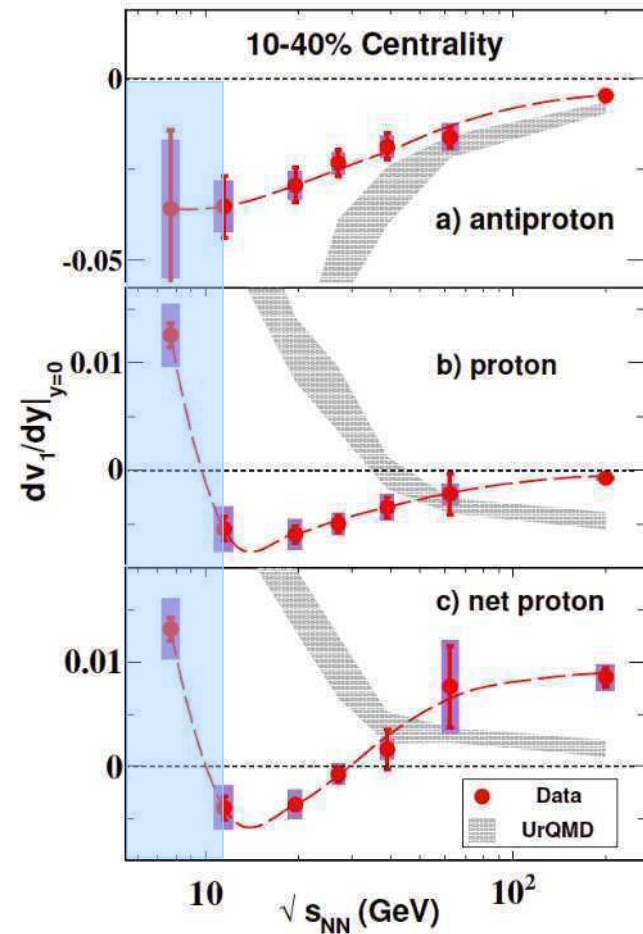 10-40% Centrality
0
a) antiproton
-0.05
0.01
b) proton
0
dv₁/dy|y=0
c) net proton
0.01
0
Data
UrQMD
10
10²
√ sNN (GeV)